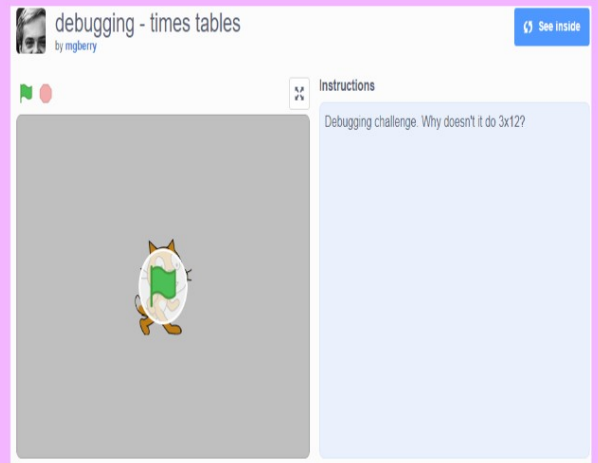 debugging - times tables
by mgberry
See inside
Instructions
Debugging challenge. Why doesn't it do 3x12?